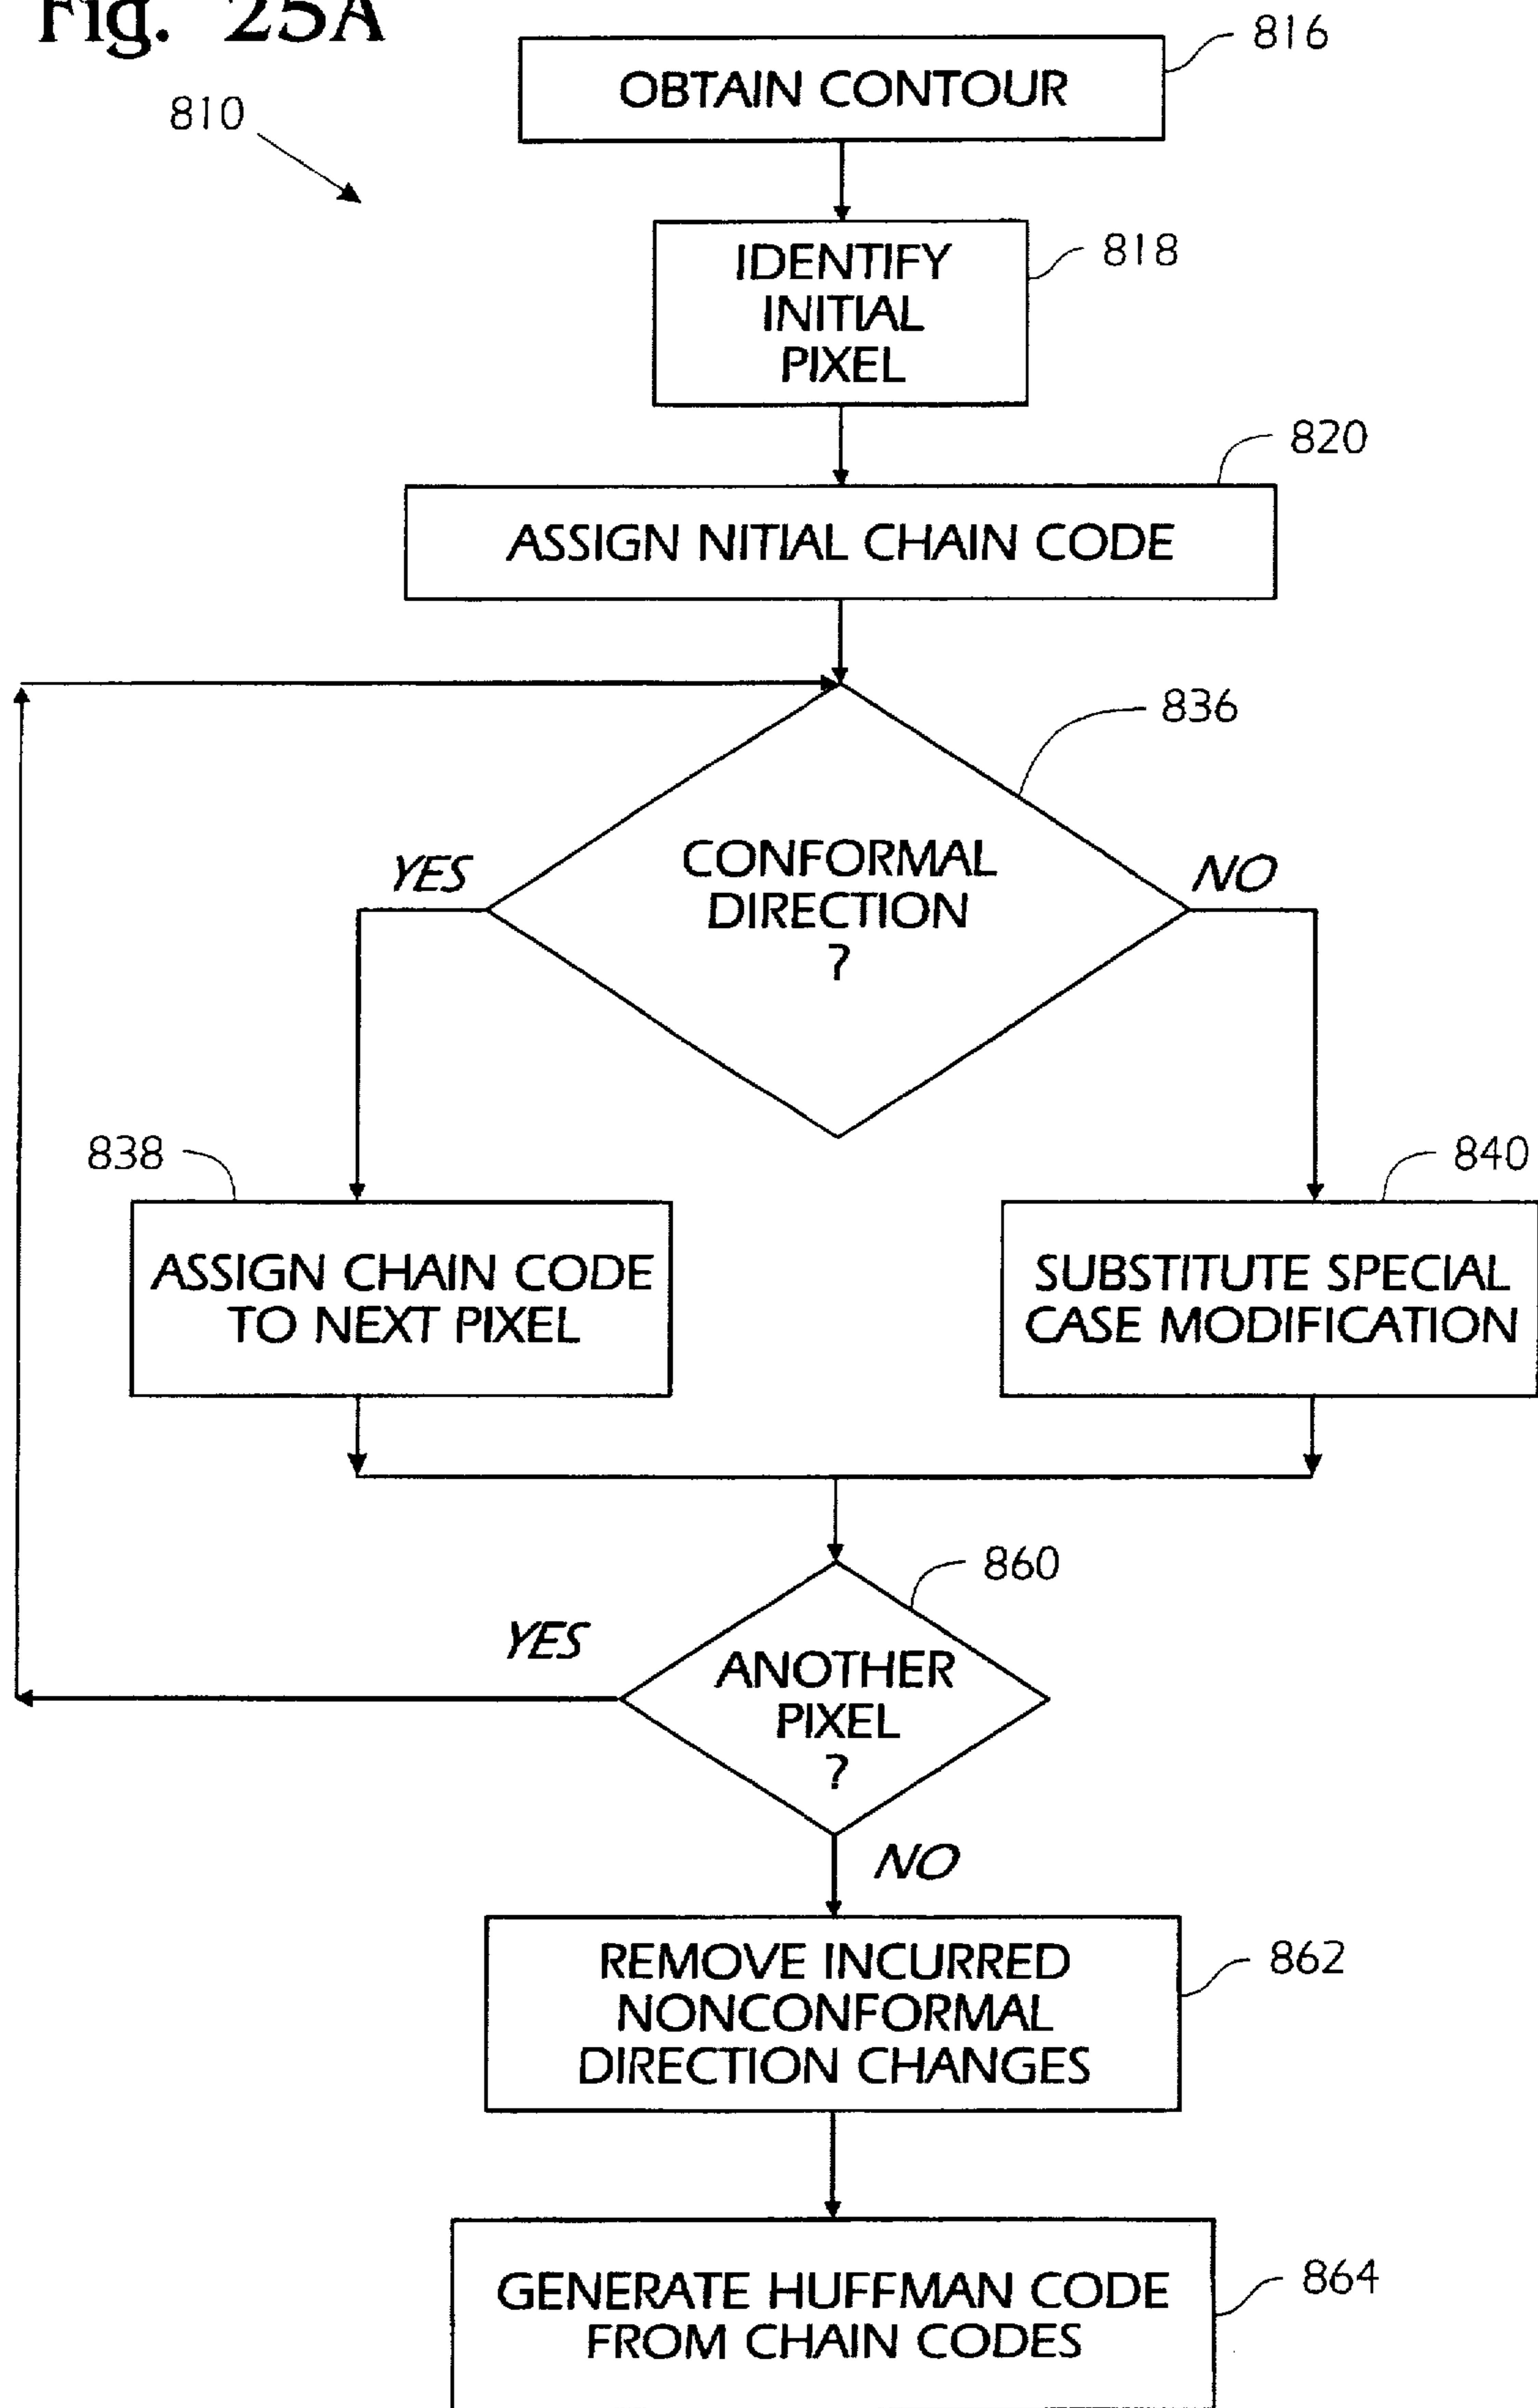 Fig. 25A
816
OBTAIN CONTOUR
810
818
IDENTIFY
INITIAL
PIXEL
820
ASSIGN NITIAL CHAIN CODE
836
CONFORMAL
DIRECTION
?
YES
NO
838
840
ASSIGN CHAIN CODE
TO NEXT PIXEL
SUBSTITUTE SPECIAL
CASE MODIFICATION
860
YES
ANOTHER
PIXEL
?
NO
862
REMOVE INCURRED
NONCONFORMAL
DIRECTION CHANGES
864
GENERATE HUFFMAN CODE
FROM CHAIN CODES